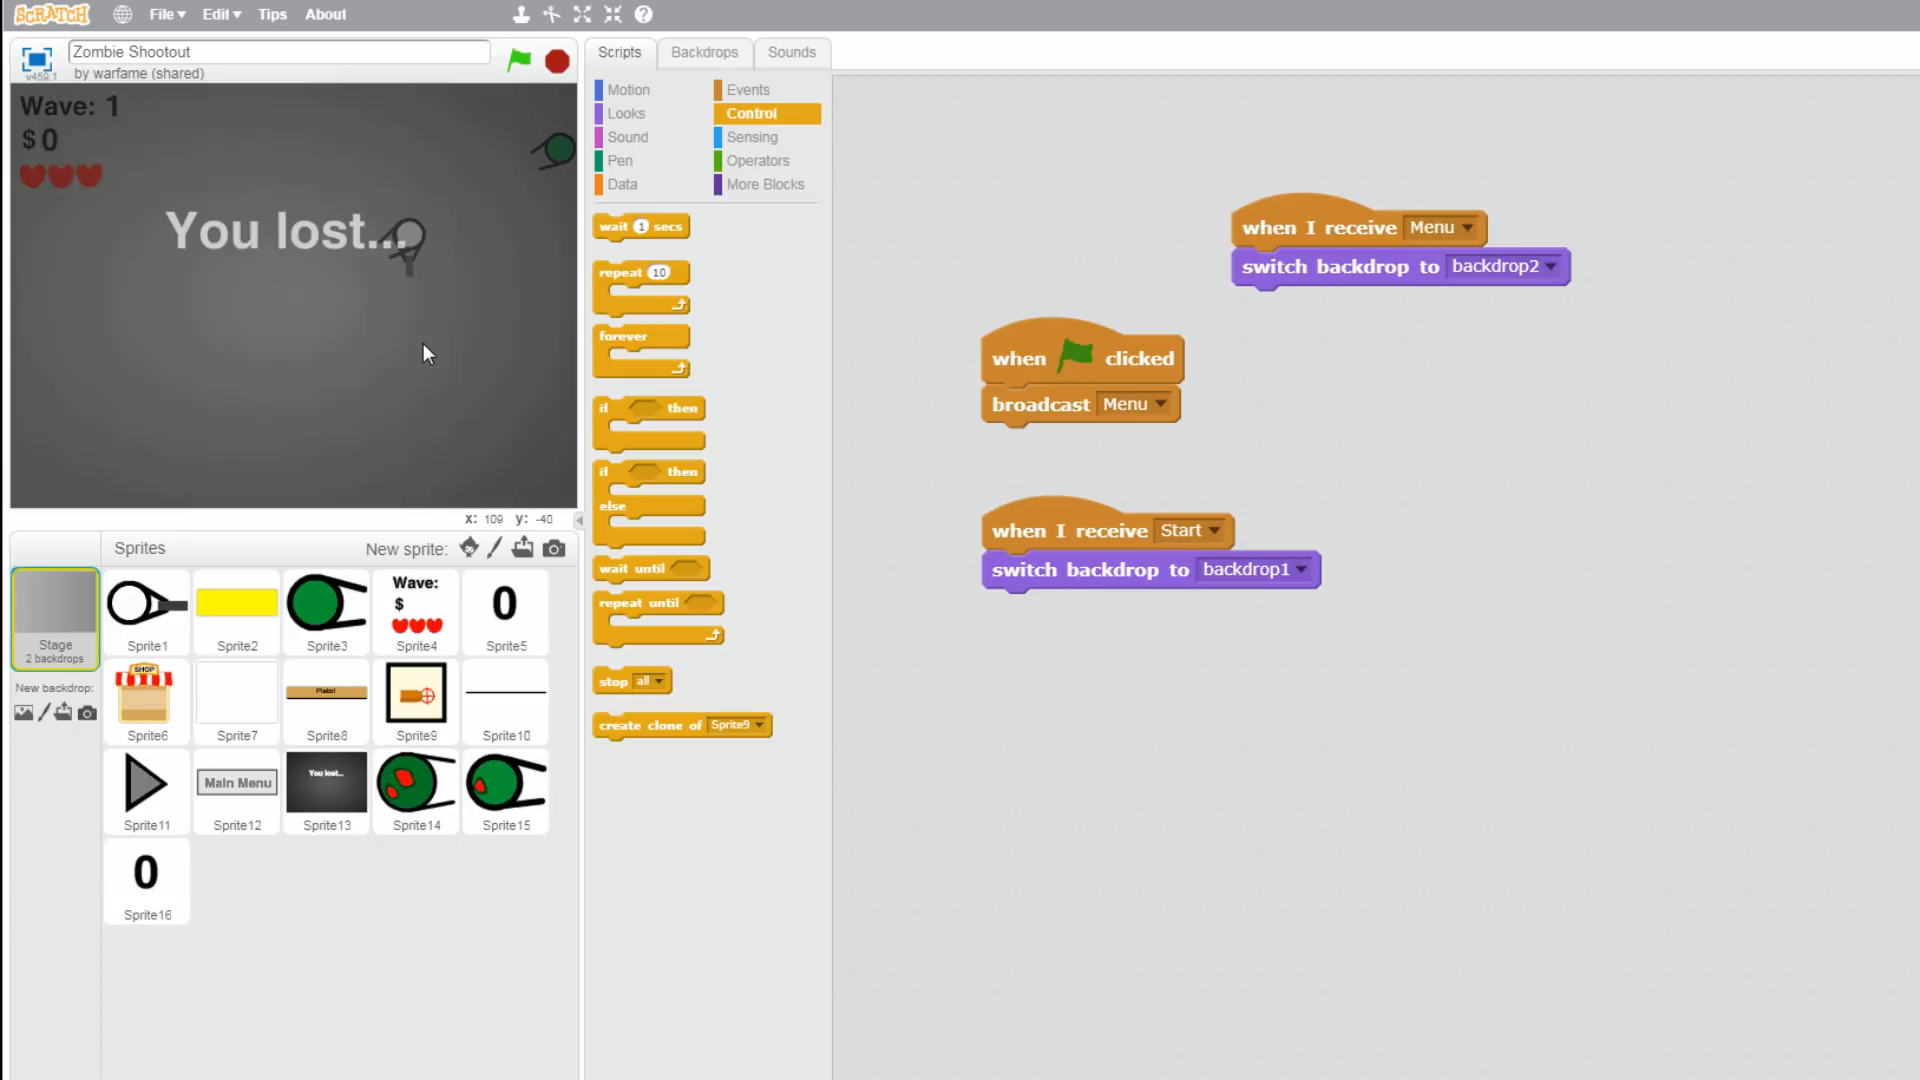 SCRATCH File Edit Tips About
Zombie Shootout
v459.1
by warfame (shared)
Wave: 1
$ 0
You lost...
x: 109 y: -40
Sprites New sprite:
Stage
2 backdrops
New backdrop:
Sprite1
Sprite2
Sprite3
Wave:
$
Sprite4
0
Sprite5
SHOP
Sprite6
Sprite7
Pistol
Sprite8
Sprite9
Sprite10
Sprite11
Main Menu
Sprite12
You lost...
Sprite13
Sprite14
Sprite15
0
Sprite16
Scripts Backdrops Sounds
Motion Events
Looks Control
Sound Sensing
Pen Operators
Data More Blocks
wait 1 secs
repeat 10
forever
if then
if then
else
wait until
repeat until
stop all
create clone of Sprite9
when I receive Menu
switch backdrop to backdrop2
when clicked
broadcast Menu
when I receive Start
switch backdrop to backdrop1